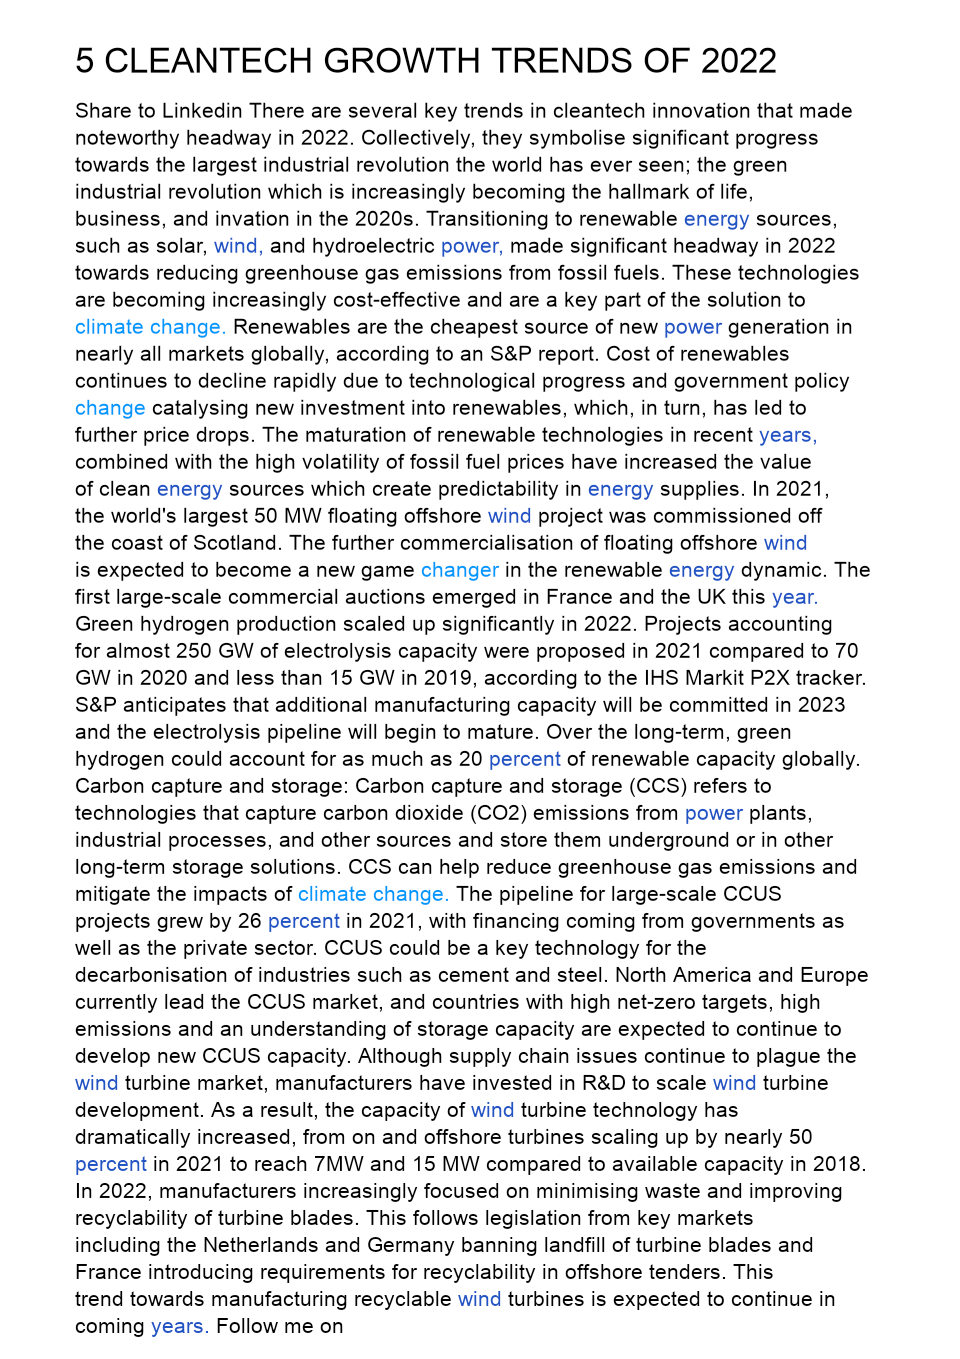 5 CLEANTECH GROWTH TRENDS OF 2022
Share to Linkedin There are several key trends in cleantech innovation that made
noteworthy headway in 2022. Collectively, they symbolise significant progress
towards the largest industrial revolution the world has ever seen; the green
industrial revolution which is increasingly becoming the hallmark of life,
business, and invation in the 2020s. Transitioning to renewable energy sources,
such as solar, wind, and hydroelectric power, made significant headway in 2022
towards reducing greenhouse gas emissions from fossil fuels. These technologies
are becoming increasingly cost-effective and are a key part of the solution to
climate change. Renewables are the cheapest source of new power generation in
nearly all markets globally, according to an S&P report. Cost of renewables
continues to decline rapidly due to technological progress and government policy
change catalysing new investment into renewables, which, in turn, has led to
further price drops. The maturation of renewable technologies in recent years,
combined with the high volatility of fossil fuel prices have increased the value
of clean energy sources which create predictability in energy supplies. In 2021,
the world's largest 50 MW floating offshore wind project was commissioned off
the coast of Scotland. The further commercialisation of floating offshore wind
is expected to become a new game changer in the renewable energy dynamic. The
first large-scale commercial auctions emerged in France and the UK this year.
Green hydrogen production scaled up significantly in 2022. Projects accounting
for almost 250 GW of electrolysis capacity were proposed in 2021 compared to 70
GW in 2020 and less than 15 GW in 2019, according to the IHS Markit P2X tracker.
S&P anticipates that additional manufacturing capacity will be committed in 2023
and the electrolysis pipeline will begin to mature. Over the long-term, green
hydrogen could account for as much as 20 percent of renewable capacity globally.
Carbon capture and storage: Carbon capture and storage (CCS) refers to
technologies that capture carbon dioxide (CO2) emissions from power plants,
industrial processes, and other sources and store them underground or in other
long-term storage solutions. CCS can help reduce greenhouse gas emissions and
mitigate the impacts of climate change. The pipeline for large-scale CCUS
projects grew by 26 percent in 2021, with financing coming from governments as
well as the private sector. CCUS could be a key technology for the
decarbonisation of industries such as cement and steel. North America and Europe
currently lead the CCUS market, and countries with high net-zero targets, high
emissions and an understanding of storage capacity are expected to continue to
develop new CCUS capacity. Although supply chain issues continue to plague the
wind turbine market, manufacturers have invested in R&D to scale wind turbine
development. As a result, the capacity of wind turbine technology has
dramatically increased, from on and offshore turbines scaling up by nearly 50
percent in 2021 to reach 7MW and 15 MW compared to available capacity in 2018.
In 2022, manufacturers increasingly focused on minimising waste and improving
recyclability of turbine blades. This follows legislation from key markets
including the Netherlands and Germany banning landfill of turbine blades and
France introducing requirements for recyclability in offshore tenders. This
trend towards manufacturing recyclable wind turbines is expected to continue in
coming years. Follow me on